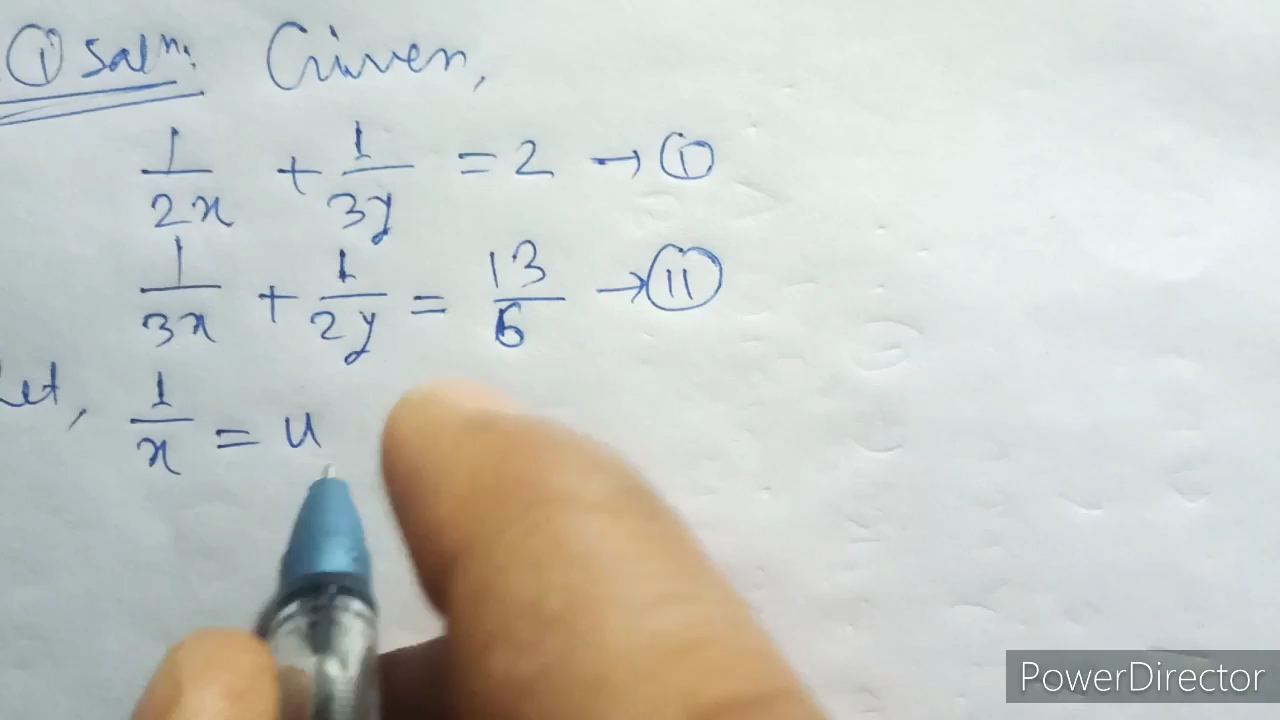 ① Soln. Given,
1/2x + 1/3y = 2 → ①
1/3x + 1/2y = 13/6 → ⑪
Let, 1/x = u
PowerDirector